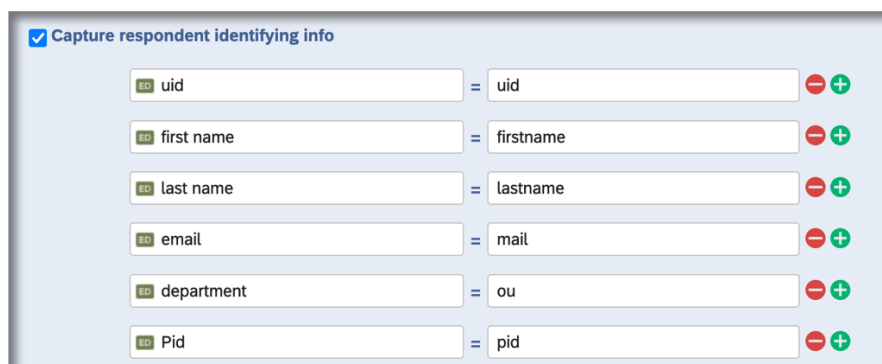 Capture respondent identifying info
ED uid = uid
ED first name = firstname
ED last name = lastname
ED email = mail
ED department = ou
ED Pid = pid